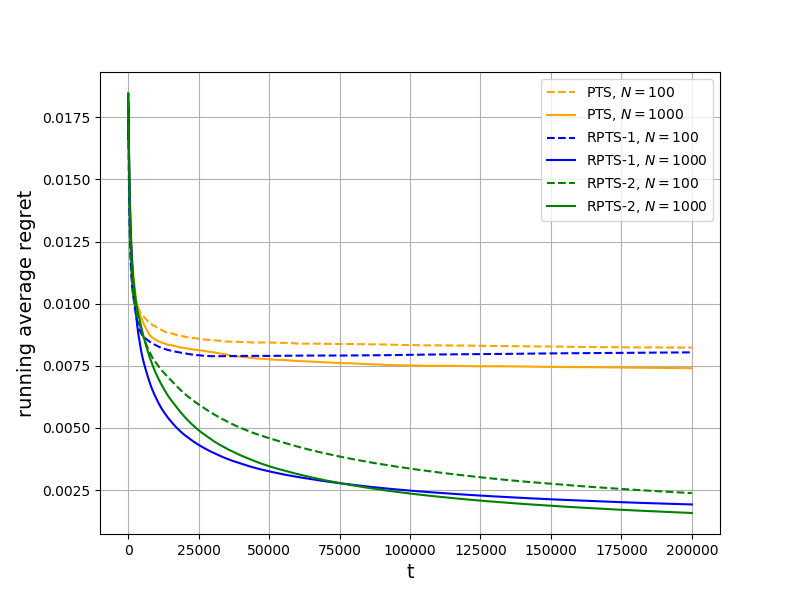 PTS, N = 100
PTS, N = 1000
RPTS-1, N = 100
RPTS-1, N = 1000
RPTS-2, N = 100
RPTS-2, N = 1000
running average regret
0.0175
0.0150
0.0125
0.0100
0.0075
0.0050
0.0025
0 25000 50000 75000 100000 125000 150000 175000 200000
t